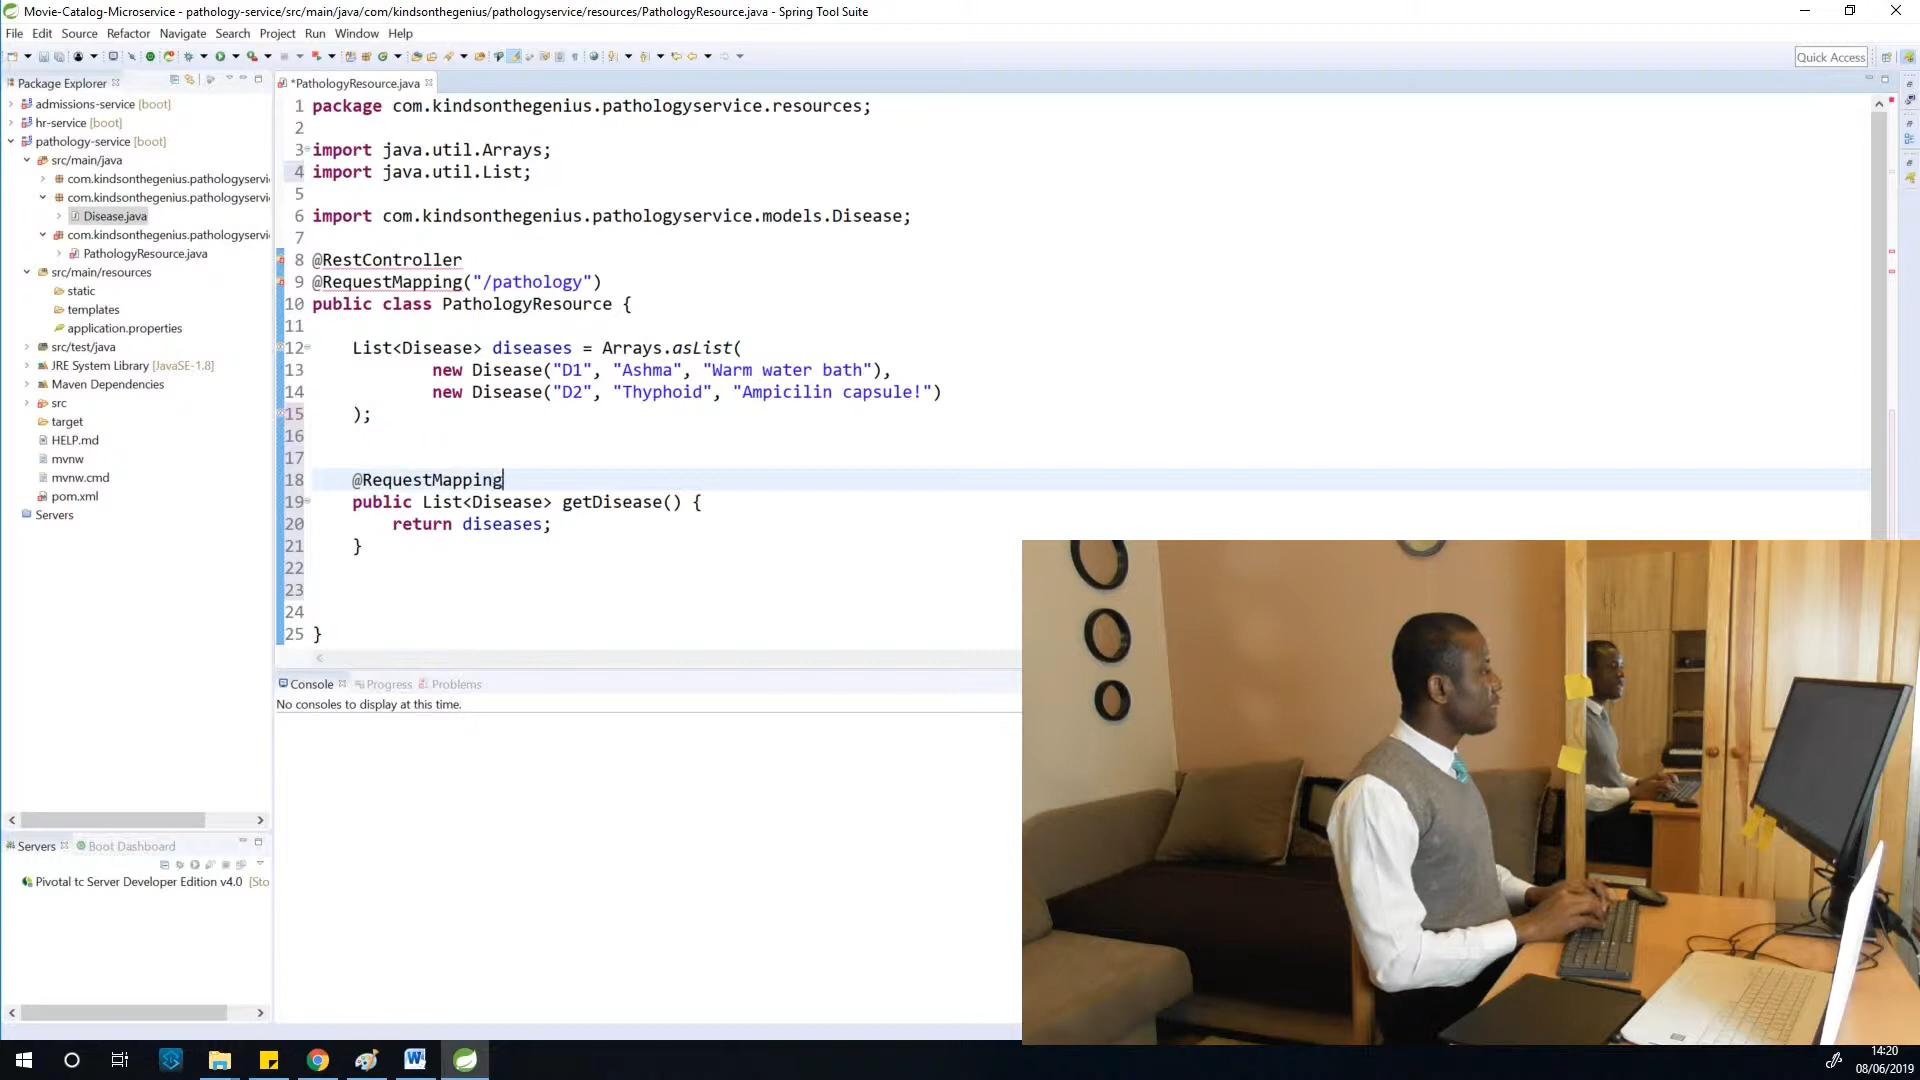 Movie-Catalog-Microservice - pathology-service/src/main/java/com/kindsonthegenius/pathologyservice/resources/PathologyResource.java - Spring Tool Suite
File Edit Source Refactor Navigate Search Project Run Window Help
Quick Access
Package Explorer
admissions-service [boot]
hr-service [boot]
pathology-service [boot]
src/main/java
com.kindsonthegenius.pathologyservi
com.kindsonthegenius.pathologyservi
Disease.java
com.kindsonthegenius.pathologyservi
PathologyResource.java
src/main/resources
static
templates
application.properties
src/test/java
JRE System Library [JavaSE-1.8]
Maven Dependencies
src
target
HELP.md
mvnw
mvnw.cmd
pom.xml
Servers
*PathologyResource.java
1 package com.kindsonthegenius.pathologyservice.resources;
2
3 import java.util.Arrays;
4 import java.util.List;
5
6 import com.kindsonthegenius.pathologyservice.models.Disease;
7
8 @RestController
9 @RequestMapping("/pathology")
10 public class PathologyResource {
11
12 List<Disease> diseases = Arrays.asList(
13 new Disease("D1", "Ashma", "Warm water bath"),
14 new Disease("D2", "Thyphoid", "Ampicilin capsule!")
15 );
16
17
18 @RequestMapping
19 public List<Disease> getDisease() {
20 return diseases;
21 }
22
23
24
25 }
Console Progress Problems
No consoles to display at this time.
Servers Boot Dashboard
Pivotal tc Server Developer Edition v4.0 [Sto
14:20
08/06/2019